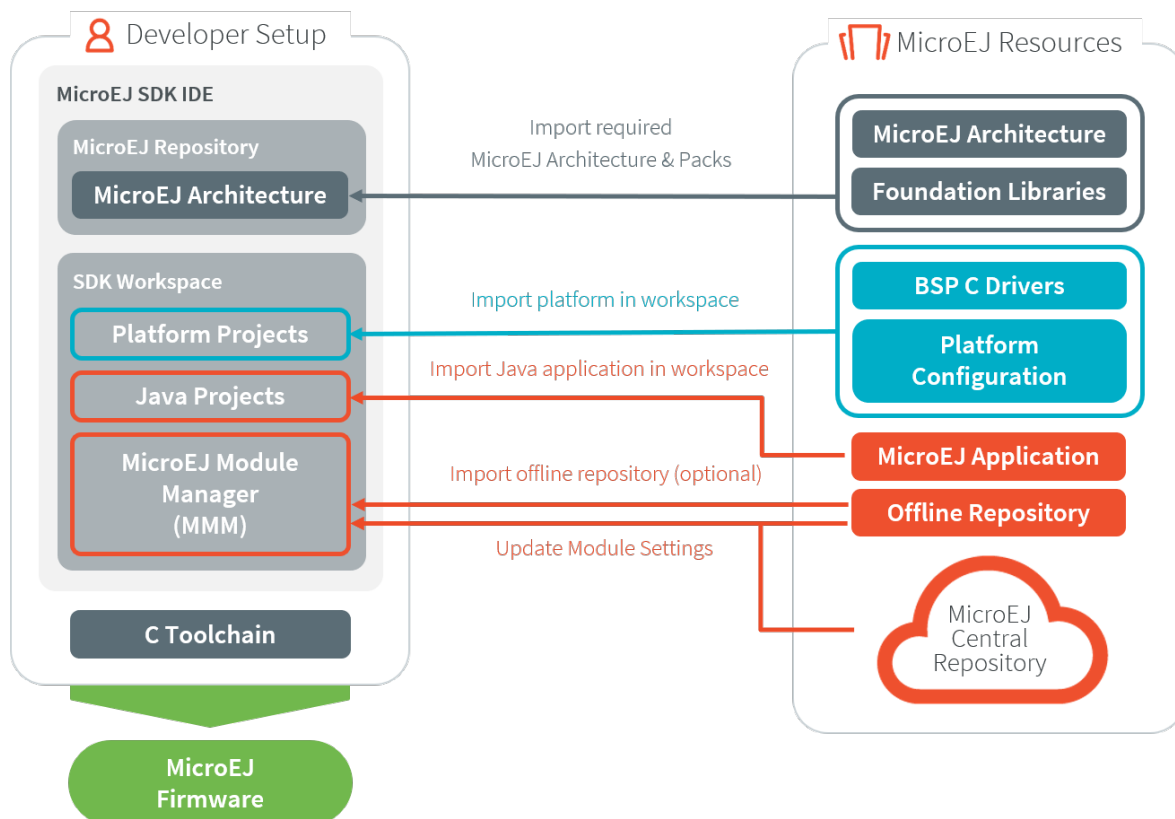 Developer Setup
MicroEJ SDK IDE
MicroEJ Repository
MicroEJ Architecture
SDK Workspace
Platform Projects
Java Projects
MicroEJ Module
Manager
(MMM)
C Toolchain
MicroEJ
Firmware
Import required
MicroEJ Architecture & Packs
Import platform in workspace
Import Java application in workspace
Import offline repository (optional)
Update Module Settings
MicroEJ Resources
MicroEJ Architecture
Foundation Libraries
BSP C Drivers
Platform
Configuration
MicroEJ Application
Offline Repository
MicroEJ
Central
Repository